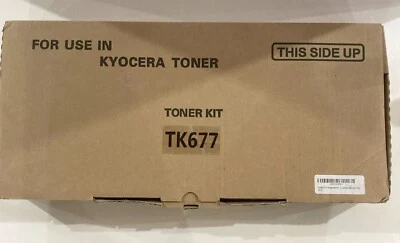 FOR USE IN
KYOCERA TONER
THIS SIDE UP
TONER KIT
TK677